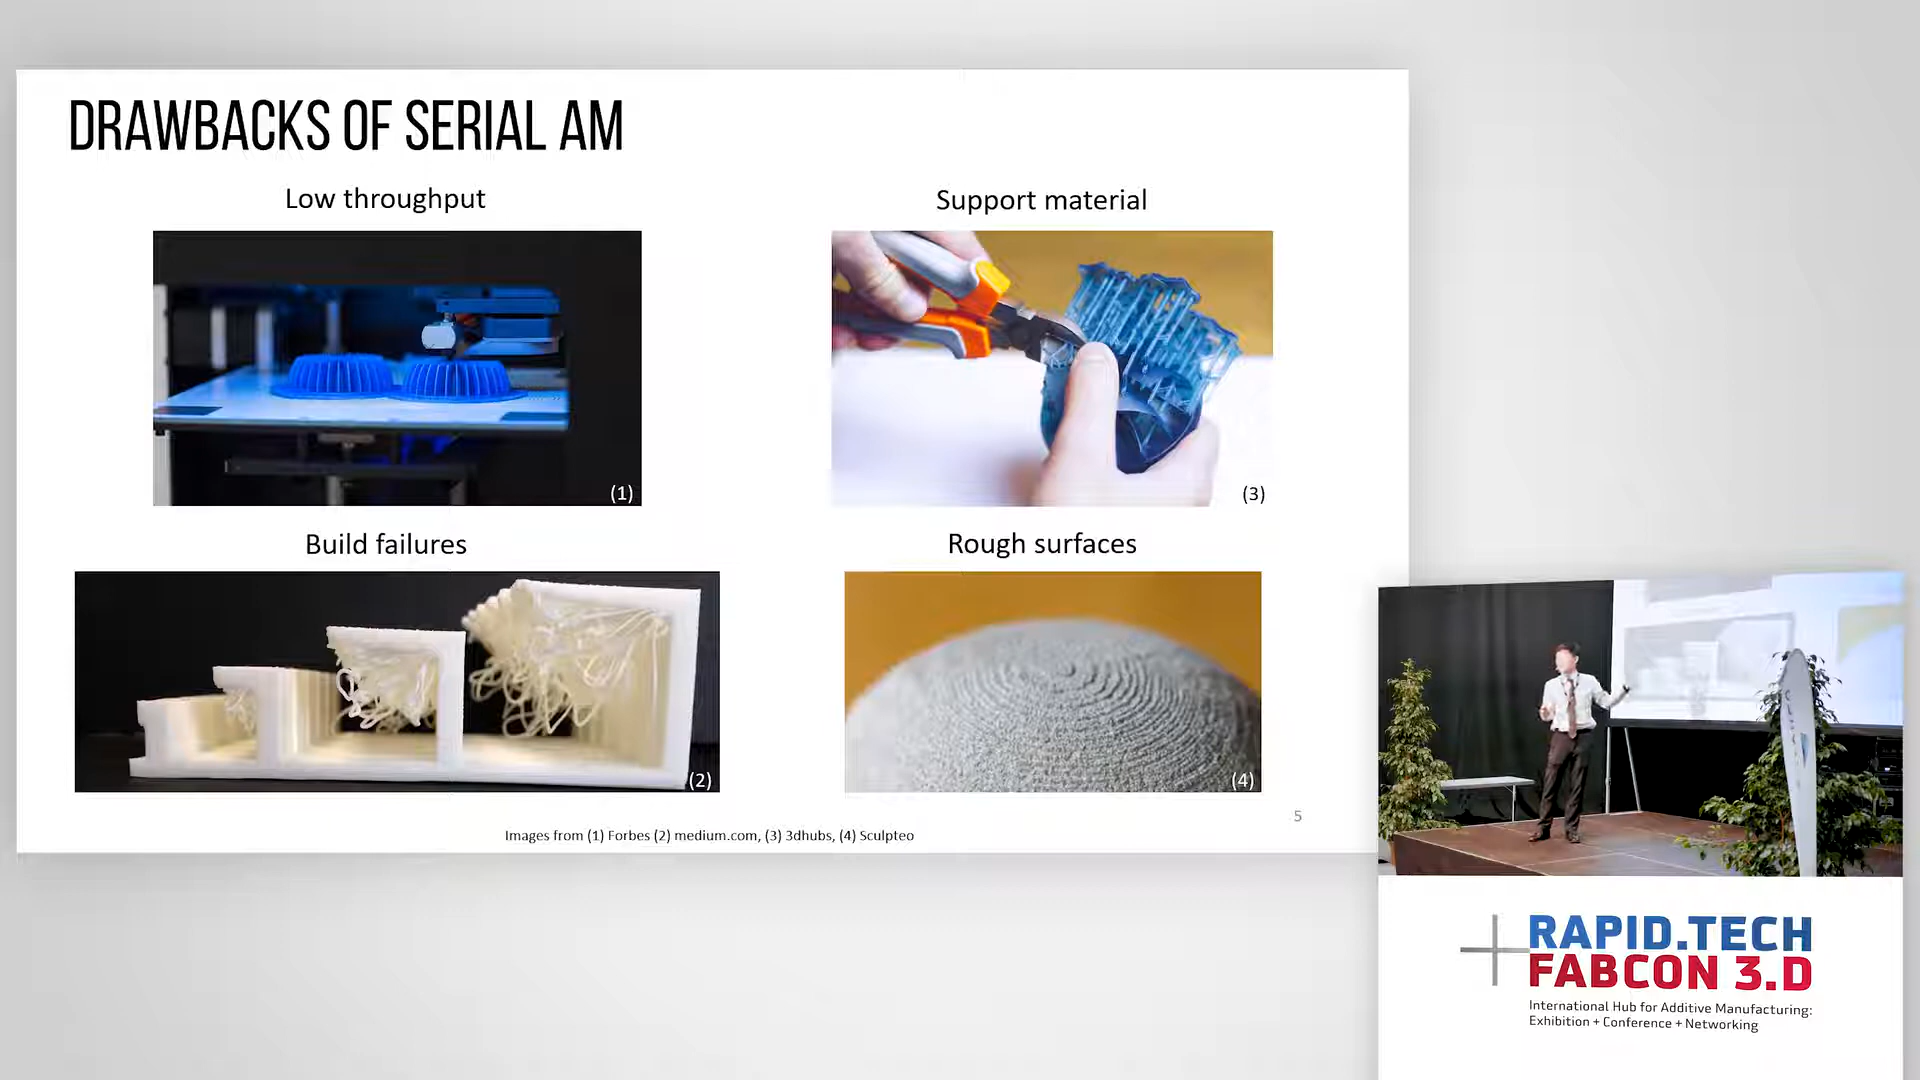 DRAWBACKS OF SERIAL AM
Low throughput
Support material
(1)
(3)
Build failures
Rough surfaces
(2)
(4)
5
Images from (1) Forbes (2) medium.com, (3) 3dhubs, (4) Sculpteo
RAPID.TECH
FABCON 3.D
International Hub for Additive Manufacturing:
Exhibition + Conference + Networking